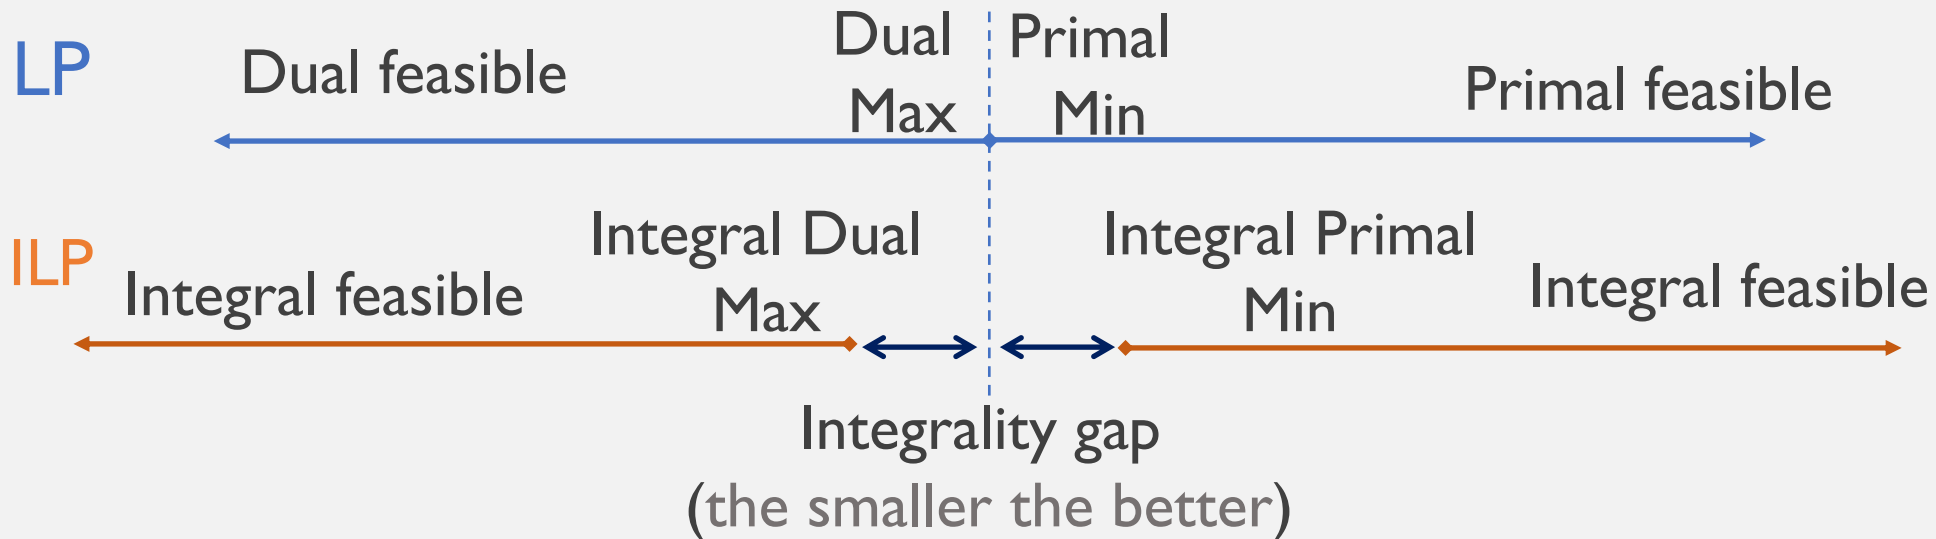 LP
Dual feasible
Dual
Max
Primal
Min
Primal feasible
ILP
Integral feasible
Integral Dual
Max
Integral Primal
Min
Integral feasible
Integrality gap
(the smaller the better)